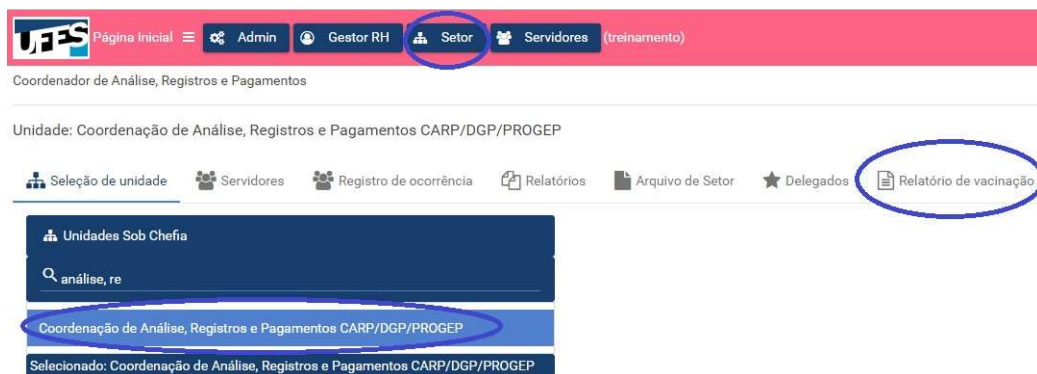 UFES Página Inicial Admin Gestor RH Setor Servidores (treinamento)
Coordenador de Análise, Registros e Pagamentos
Unidade: Coordenação de Análise, Registros e Pagamentos CARP/DGP/PROGEP
Seleção de unidade Servidores Registro de ocorrência Relatórios Arquivo de Setor Delegados Relatório de vacinação
Unidades Sob Chefia
análise, re
Coordenação de Análise, Registros e Pagamentos CARP/DGP/PROGEP
Selecionado: Coordenação de Análise, Registros e Pagamentos CARP/DGP/PROGEP